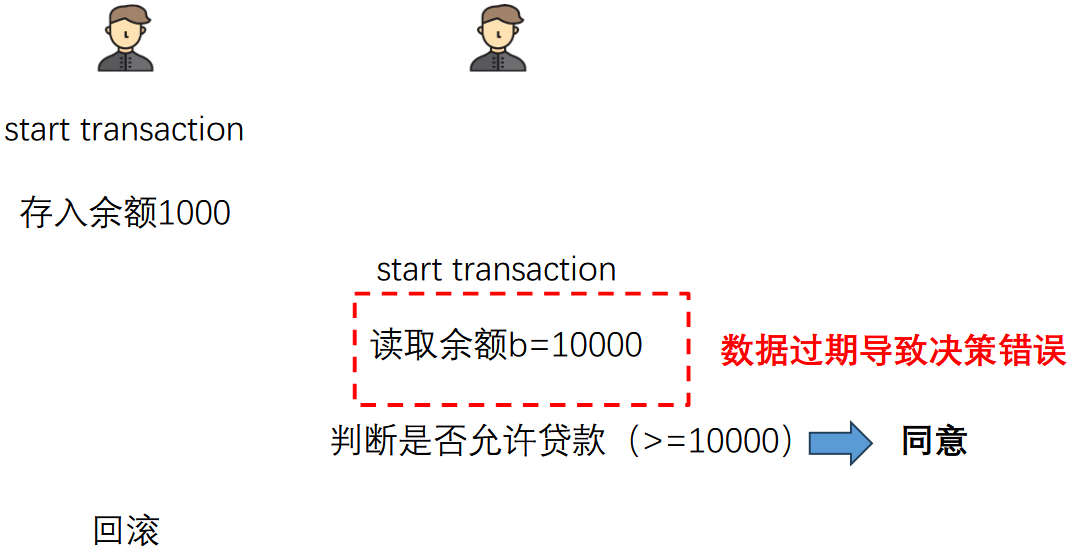 start transaction
存入余额1000
start transaction
读取余额b=10000
数据过期导致决策错误
判断是否允许贷款（>=10000）
同意
回滚